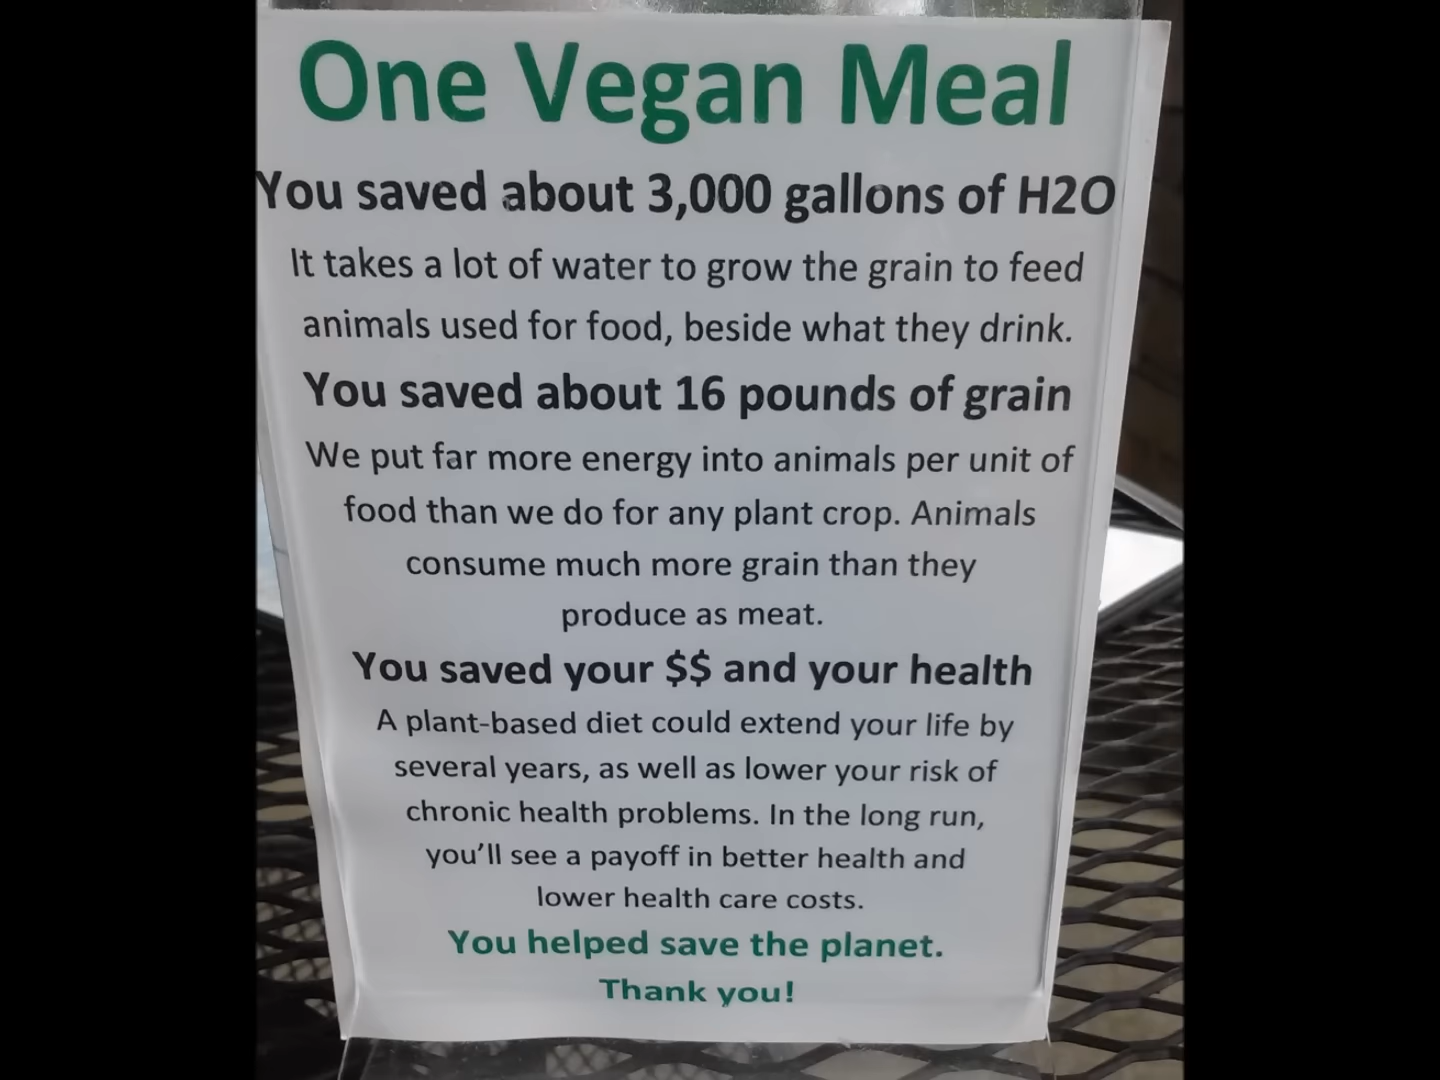 One Vegan Meal
You saved about 3,000 gallons of H2O
It takes a lot of water to grow the grain to feed
animals used for food, beside what they drink.
You saved about 16 pounds of grain
We put far more energy into animals per unit of
food than we do for any plant crop. Animals
consume much more grain than they
produce as meat.
You saved your $$ and your health
A plant-based diet could extend your life by
several years, as well as lower your risk of
chronic health problems. In the long run,
you’ll see a payoff in better health and
lower health care costs.
You helped save the planet.
Thank you!